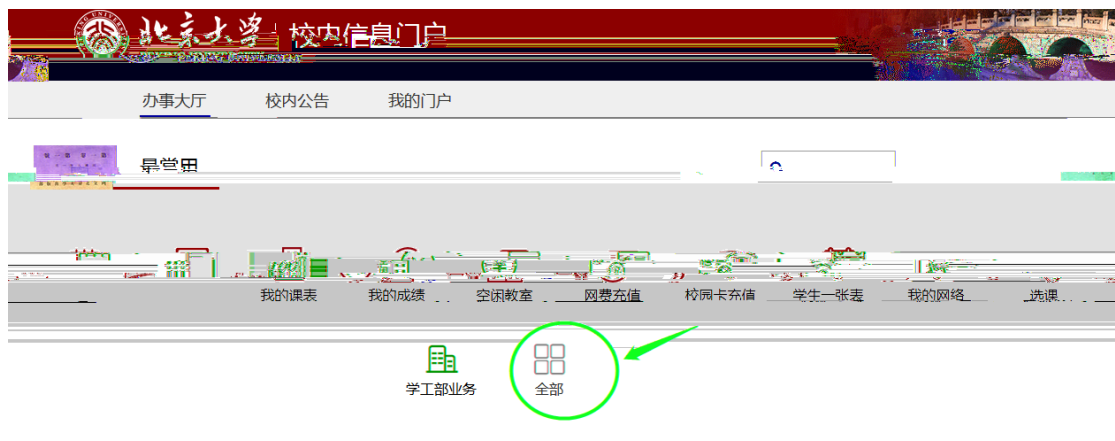 北京大学 校内信息门户
办事大厅 校内公告 我的门户
最常用
我的课表 我的成绩 空闲教室 网费充值 校园卡充值 学生一张表 我的网络 选课
学工部业务 全部